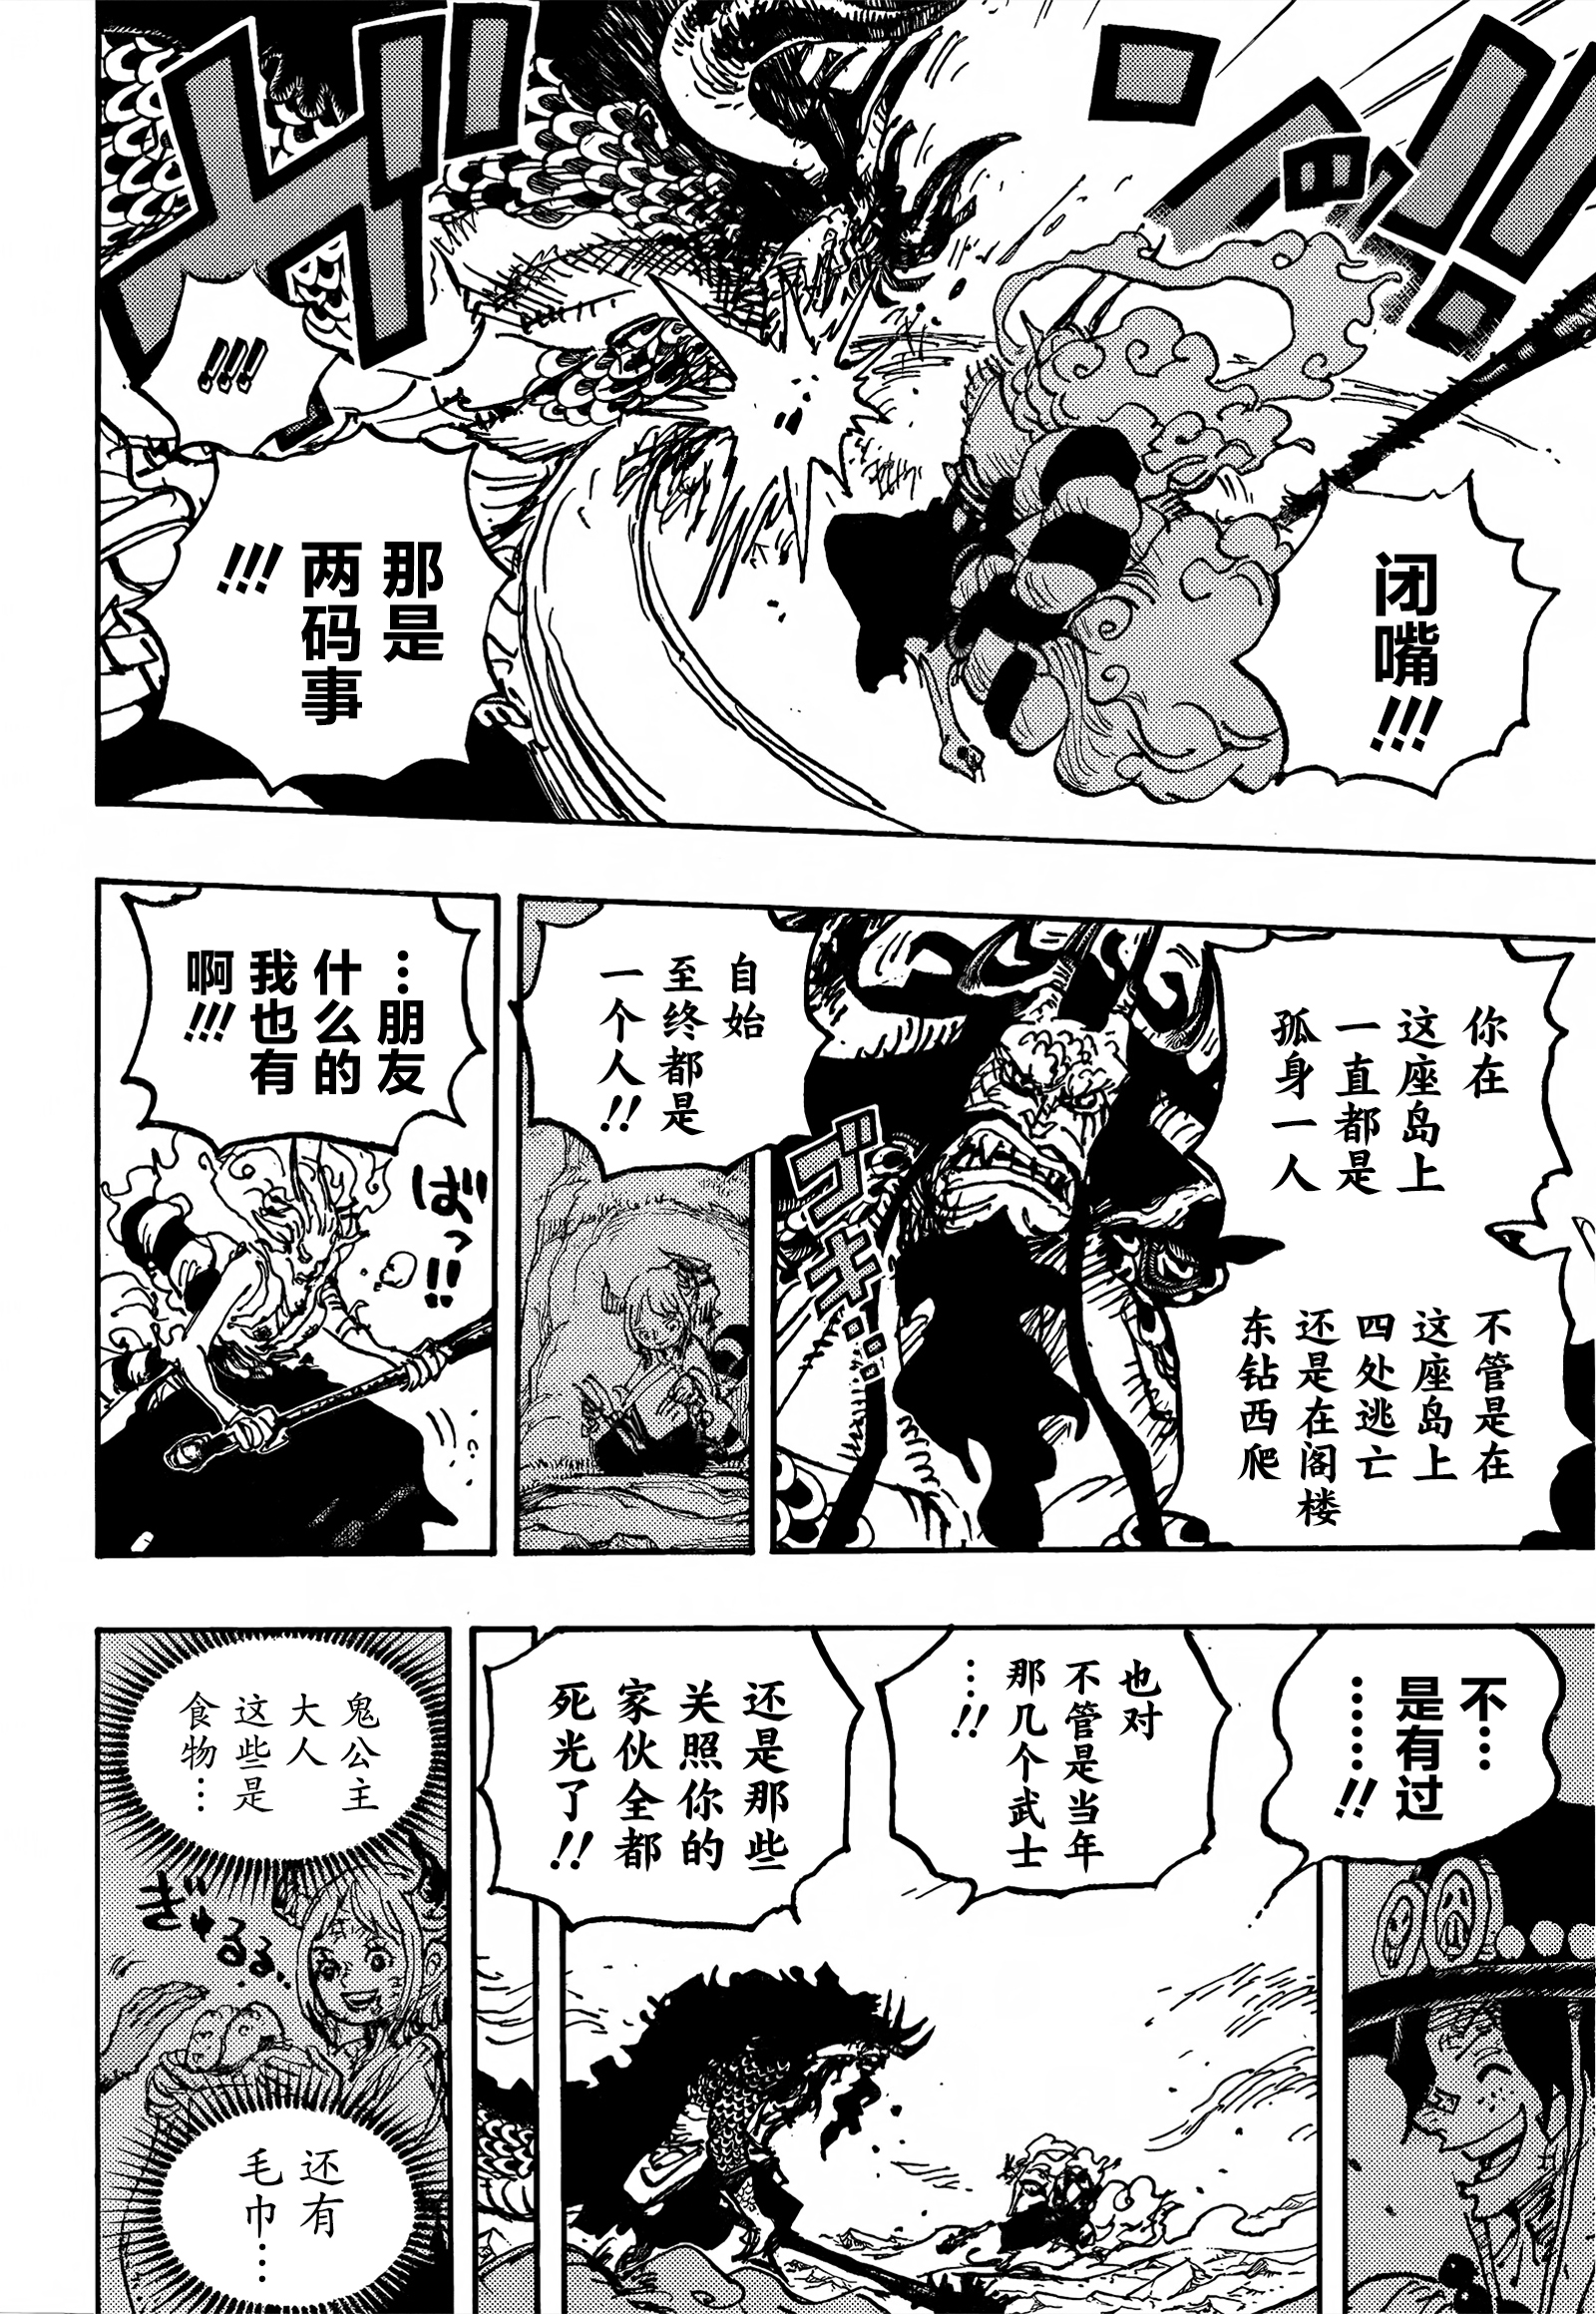 闭嘴!!!
那是
两码事
!!!
!!!
你在
这座岛上
一直都是
孤身一人
不管是在
这座岛上
四处逃亡
还是在阁楼
东钻西爬
自始
至终都是
一个人!!
…朋友
什么的
我也有
啊!!!
ばっ!!
不…
是有过
……!!
也对
不管是当年
那几个武士
…!!
还是那些
关照你的
家伙全都
死光了!!
鬼公主
大人
这些是
食物…
ぎゅるるる…
还有
毛巾…